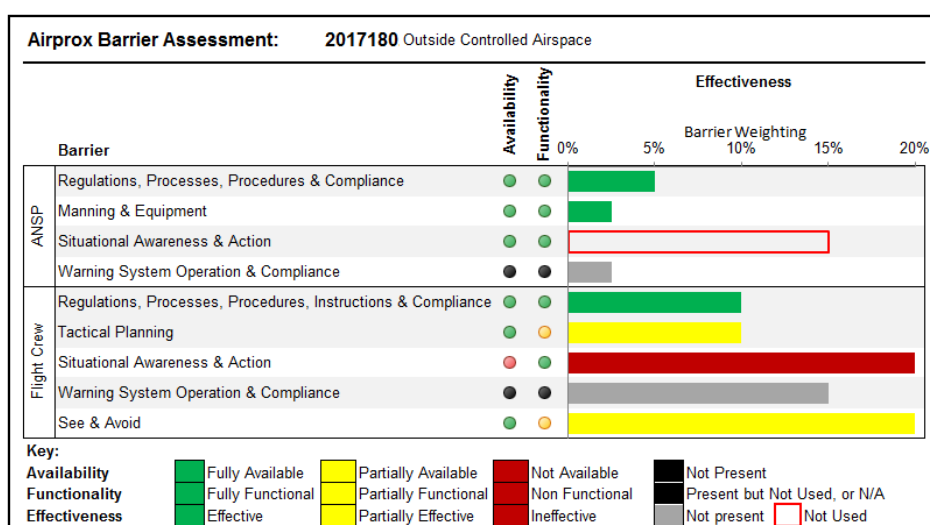 Airprox Barrier Assessment: 2017180 Outside Controlled Airspace
Availability
Functionality
Effectiveness
Barrier Weighting
Barrier
0% 5% 10% 15% 20%
ANSP
Regulations, Processes, Procedures & Compliance
Manning & Equipment
Situational Awareness & Action
Warning System Operation & Compliance
Flight Crew
Regulations, Processes, Procedures, Instructions & Compliance
Tactical Planning
Situational Awareness & Action
Warning System Operation & Compliance
See & Avoid
Key:
Availability Fully Available Partially Available Not Available Not Present
Functionality Fully Functional Partially Functional Non Functional Present but Not Used, or N/A
Effectiveness Effective Partially Effective Ineffective Not present Not Used